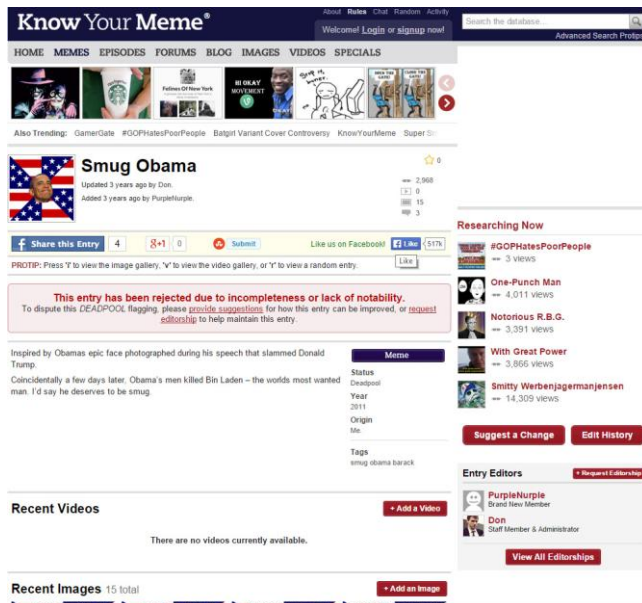 Know Your Meme®
About Rules Chat Random Activity
Welcome! Login or signup now!
Search the database...
Advanced Search Protips
HOME MEMES EPISODES FORUMS BLOG IMAGES VIDEOS SPECIALS
Felines Of New York
HI OKAY
MOVEMENT
Also Trending: GamerGate #GOPHatesPoorPeople Batgirl Variant Cover Controversy KnowYourMeme Super
Smug Obama
0
Updated 3 years ago by Don.
Added 3 years ago by PurpleNurple.
2,968
0
15
3
Share this Entry 4 g+1 0 Submit Like us on Facebook! Like 517k
Like
PROTIP: Press 'i' to view the image gallery, 'v' to view the video gallery, or 'r' to view a random entry.
This entry has been rejected due to incompleteness or lack of notability.
To dispute this DEADPOOL flagging, please provide suggestions for how this entry can be improved, or request
editorship to help maintain this entry.
Inspired by Obamas epic face photographed during his speech that slammed Donald
Trump.
Coincidentally a few days later, Obama's men killed Bin Laden – the worlds most wanted
man. I'd say he deserves to be smug.
Meme
Status
Deadpool
Year
2011
Origin
Me.
Tags
smug obama barack
Recent Videos
+ Add a Video
There are no videos currently available.
Recent Images 15 total
+ Add an Image
Researching Now
#GOPHatesPoorPeople
3 views
One-Punch Man
4,011 views
Notorious R.B.G.
3,391 views
With Great Power
3,866 views
Smitty Werbenjagermanjensen
14,309 views
Suggest a Change Edit History
Entry Editors
+ Request Editorship
PurpleNurple
Brand New Member
Don
Staff Member & Administrator
View All Editorships